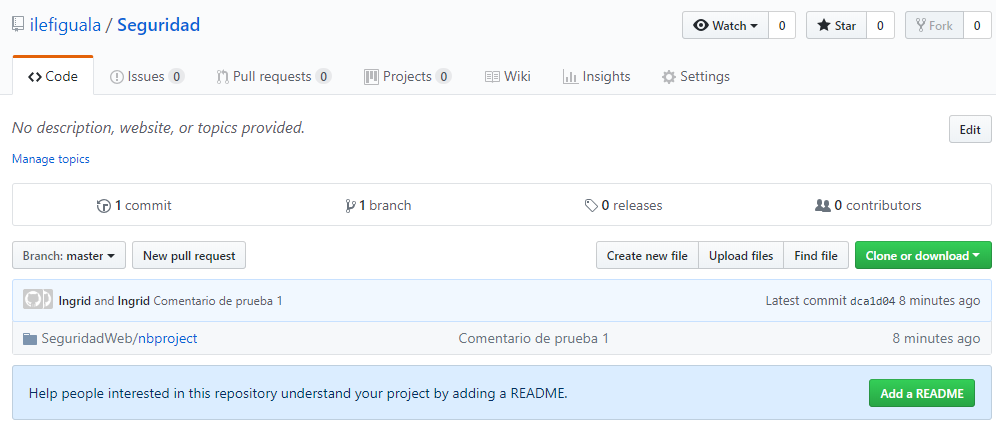 ilefiguala / Seguridad Watch 0 Star 0 Fork 0
Code Issues 0 Pull requests 0 Projects 0 Wiki Insights Settings
No description, website, or topics provided. Edit
Manage topics
1 commit 1 branch 0 releases 0 contributors
Branch: master New pull request Create new file Upload files Find file Clone or download
Ingrid and Ingrid Comentario de prueba 1 Latest commit dca1d04 8 minutes ago
SeguridadWeb/nbproject Comentario de prueba 1 8 minutes ago
Help people interested in this repository understand your project by adding a README. Add a README